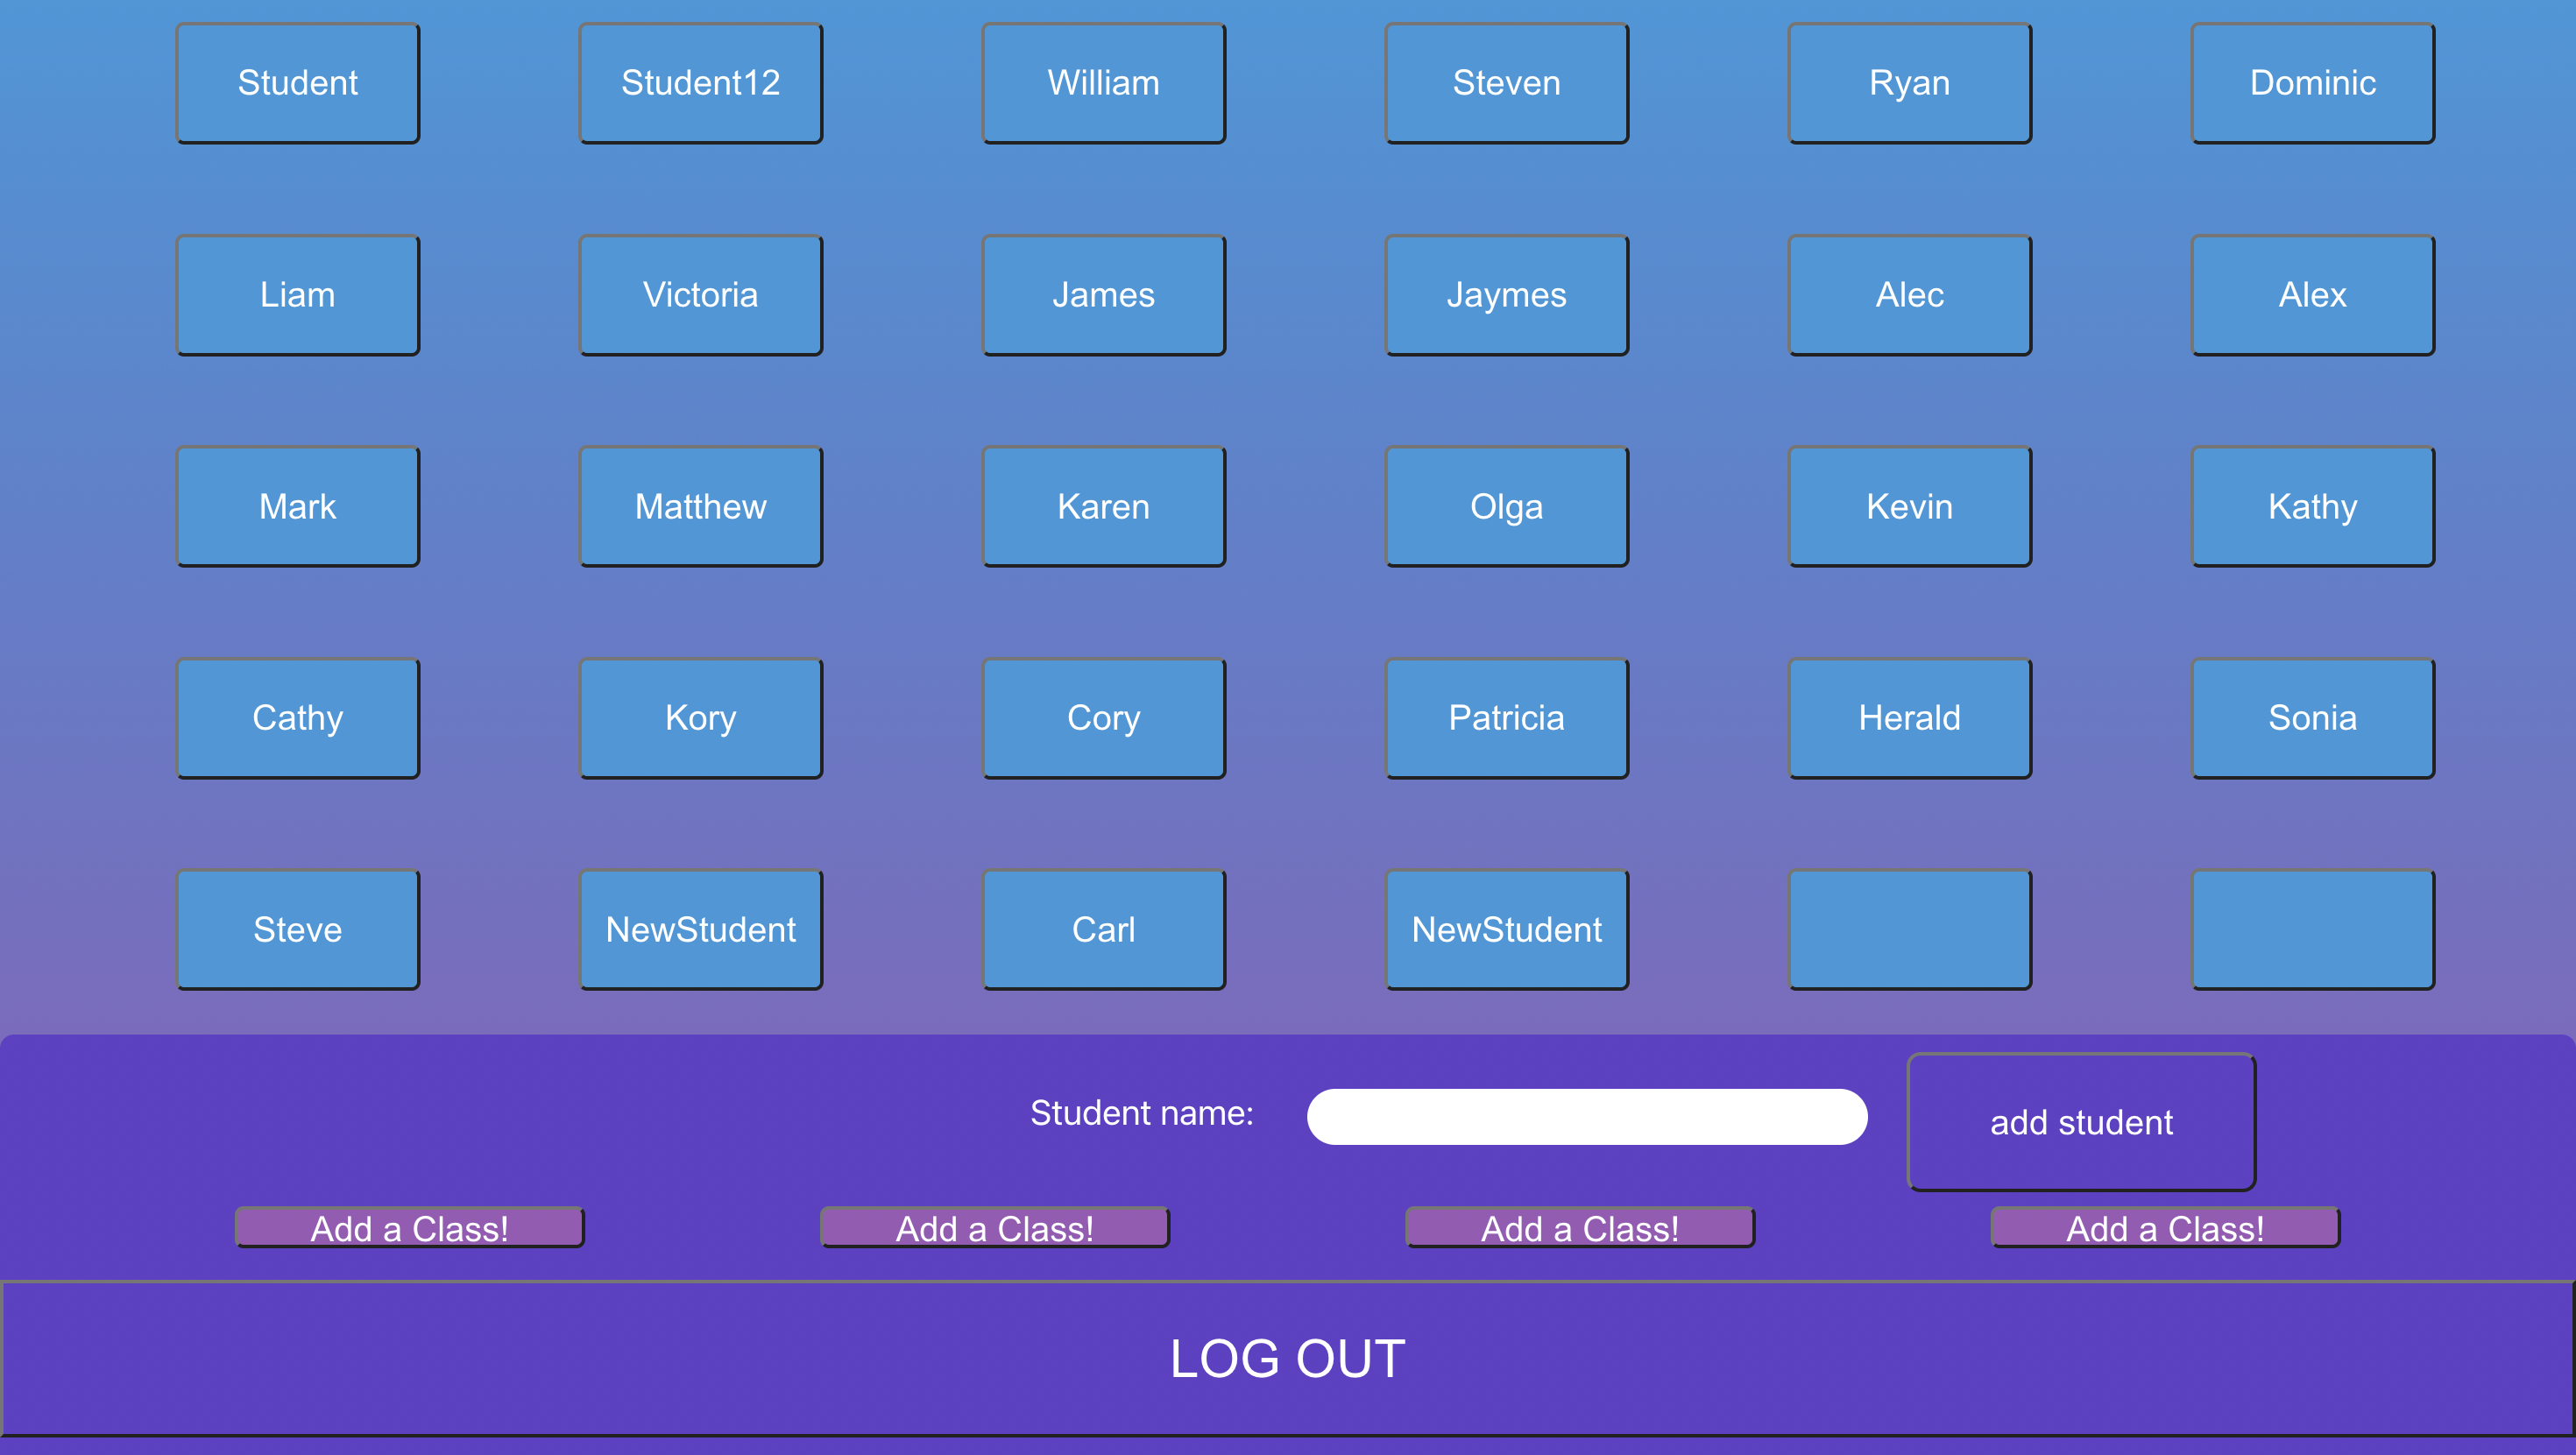 Student Student12 William Steven Ryan Dominic
Liam Victoria James Jaymes Alec Alex
Mark Matthew Karen Olga Kevin Kathy
Cathy Kory Cory Patricia Herald Sonia
Steve NewStudent Carl NewStudent
Student name: add student
Add a Class! Add a Class! Add a Class! Add a Class!
LOG OUT